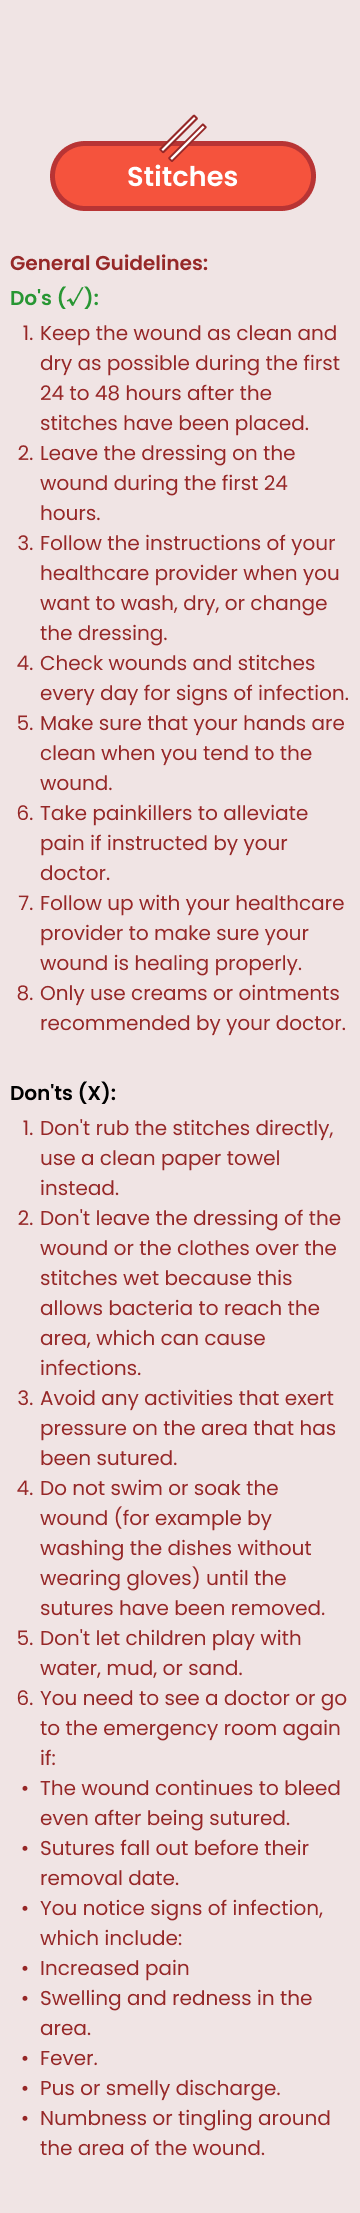 Stitches
General Guidelines:
Do's (✓):
1. Keep the wound as clean and
dry as possible during the first
24 to 48 hours after the
stitches have been placed.
2. Leave the dressing on the
wound during the first 24
hours.
3. Follow the instructions of your
healthcare provider when you
want to wash, dry, or change
the dressing.
4. Check wounds and stitches
every day for signs of infection.
5. Make sure that your hands are
clean when you tend to the
wound.
6. Take painkillers to alleviate
pain if instructed by your
doctor.
7. Follow up with your healthcare
provider to make sure your
wound is healing properly.
8. Only use creams or ointments
recommended by your doctor.
Don'ts (X):
1. Don't rub the stitches directly,
use a clean paper towel
instead.
2. Don't leave the dressing of the
wound or the clothes over the
stitches wet because this
allows bacteria to reach the
area, which can cause
infections.
3. Avoid any activities that exert
pressure on the area that has
been sutured.
4. Do not swim or soak the
wound (for example by
washing the dishes without
wearing gloves) until the
sutures have been removed.
5. Don't let children play with
water, mud, or sand.
6. You need to see a doctor or go
to the emergency room again
if:
• The wound continues to bleed
even after being sutured.
• Sutures fall out before their
removal date.
• You notice signs of infection,
which include:
• Increased pain
• Swelling and redness in the
area.
• Fever.
• Pus or smelly discharge.
• Numbness or tingling around
the area of the wound.